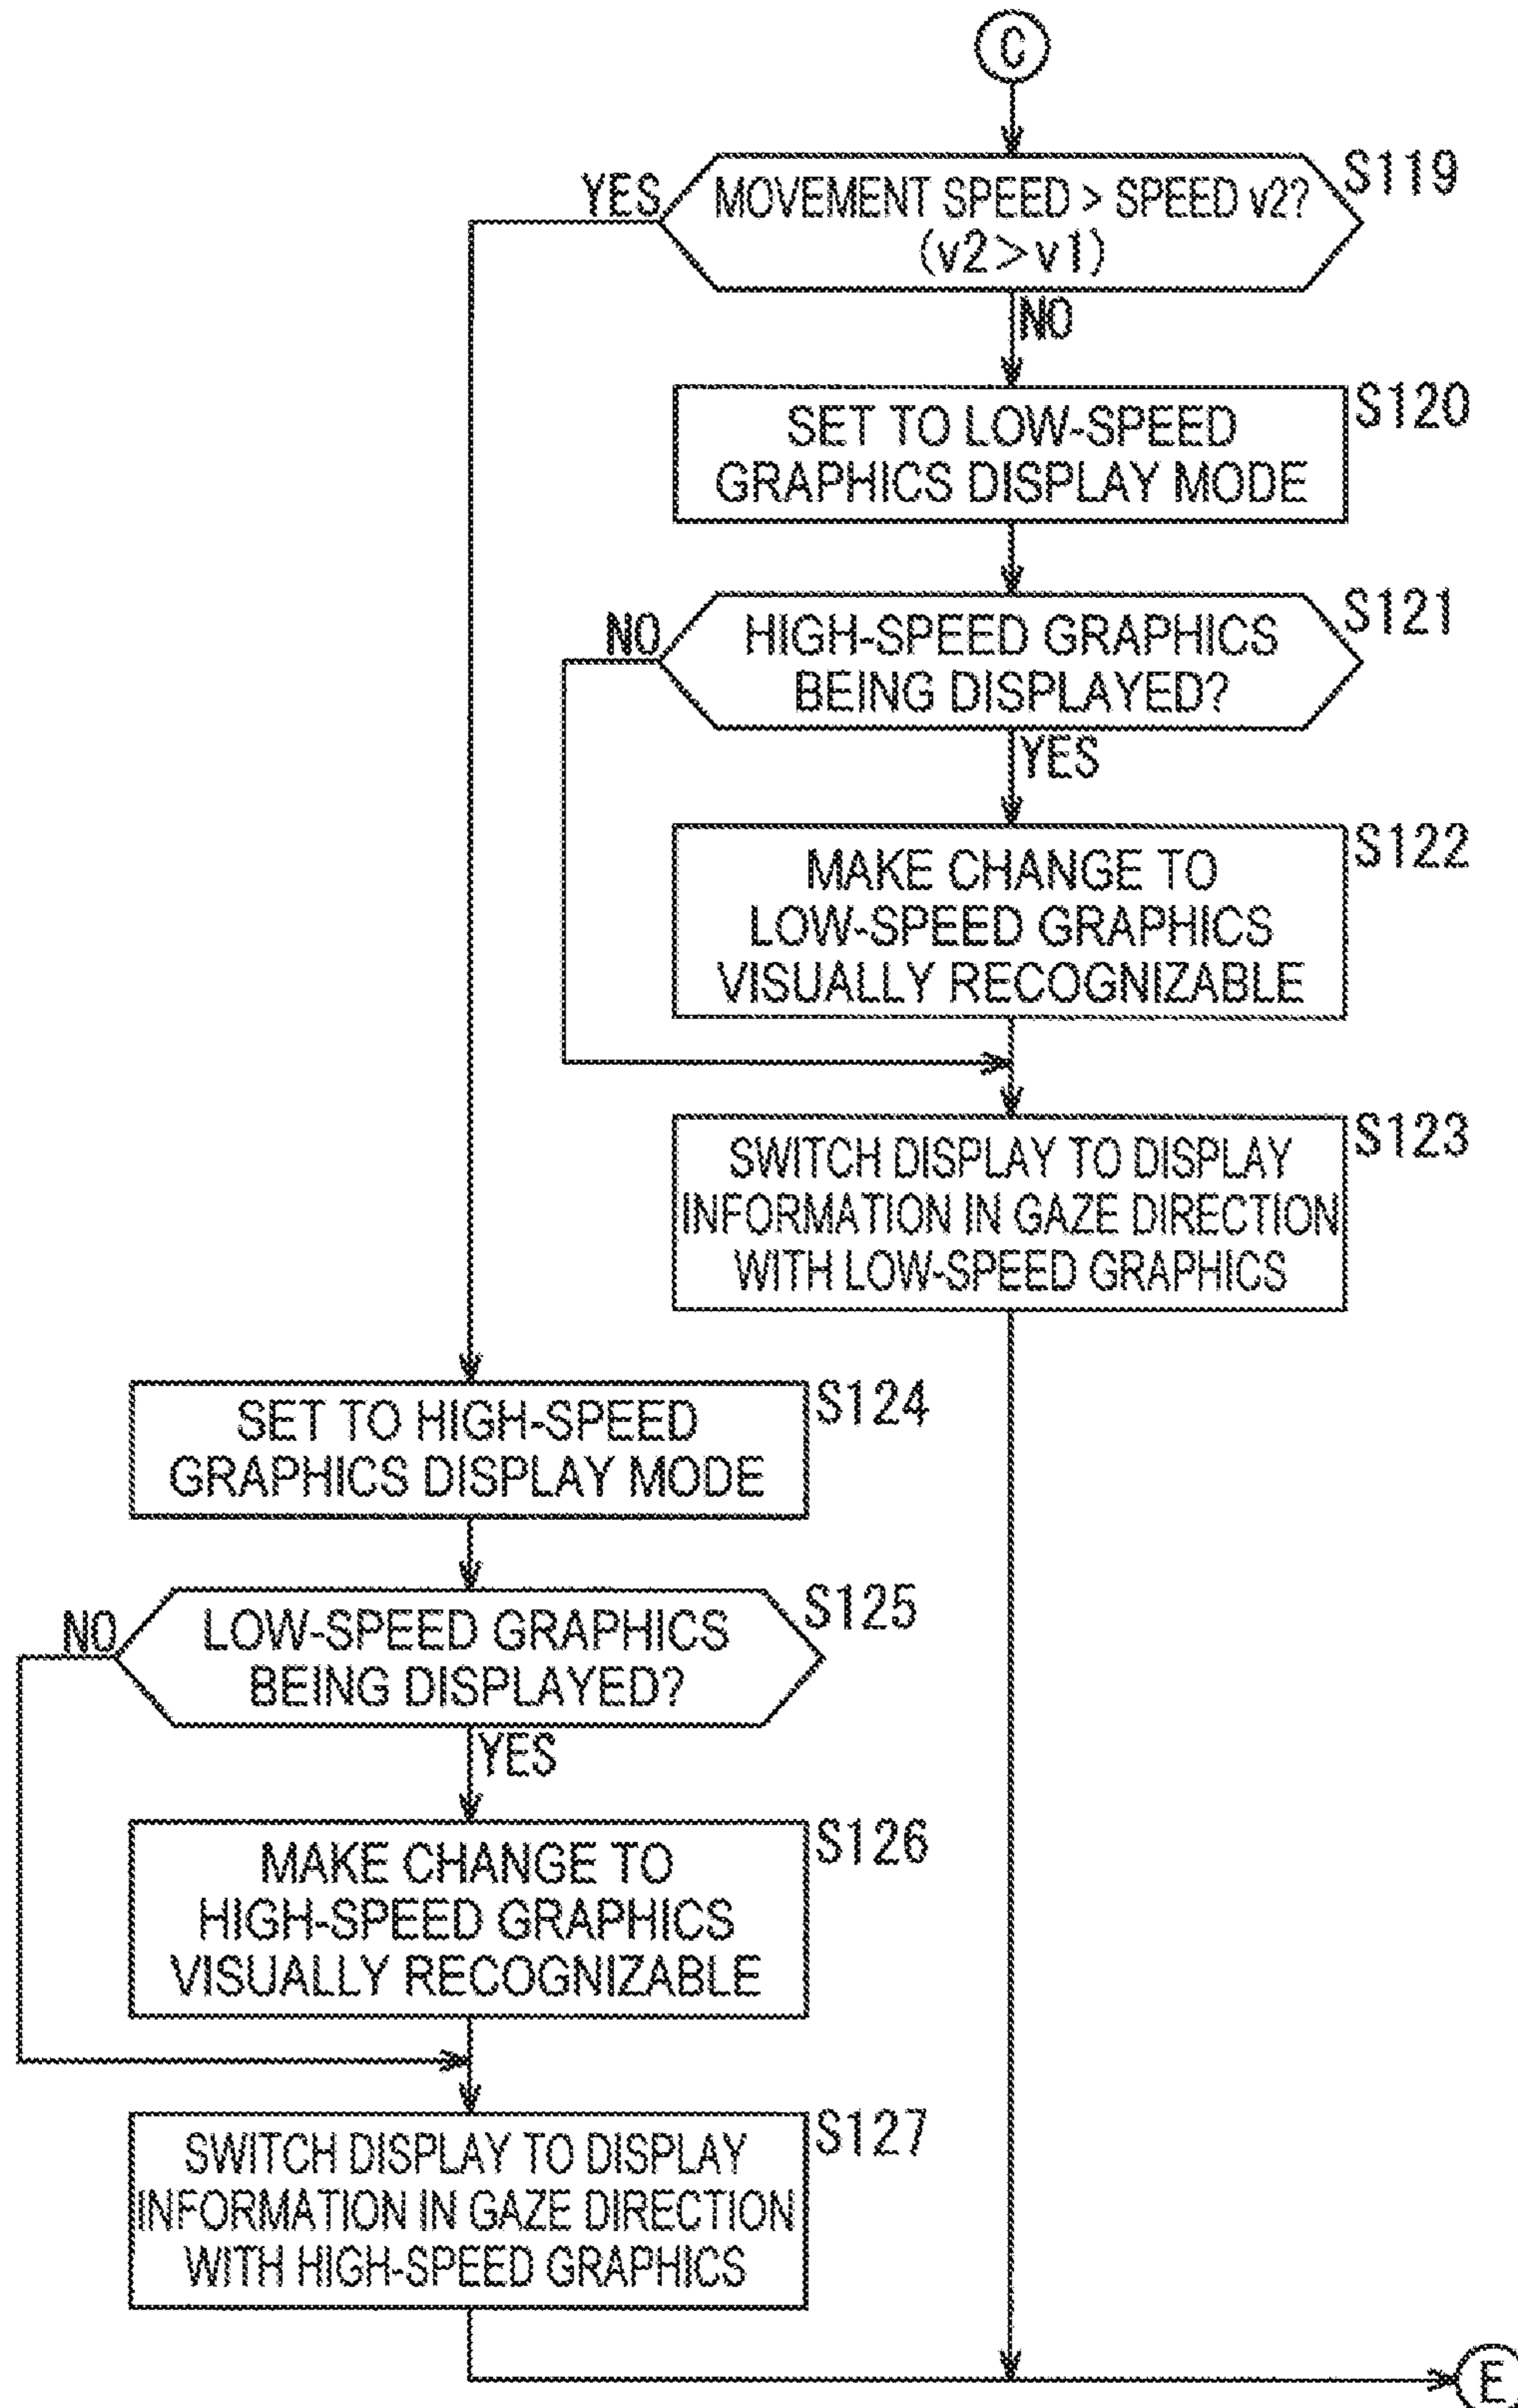 C
S119
YES
MOVEMENT SPEED > SPEED v2?
(v2>v1)
NO
S120
SET TO LOW-SPEED
GRAPHICS DISPLAY MODE
S121
NO
HIGH-SPEED GRAPHICS
BEING DISPLAYED?
YES
S122
MAKE CHANGE TO
LOW-SPEED GRAPHICS
VISUALLY RECOGNIZABLE
S123
SWITCH DISPLAY TO DISPLAY
INFORMATION IN GAZE DIRECTION
WITH LOW-SPEED GRAPHICS
S124
SET TO HIGH-SPEED
GRAPHICS DISPLAY MODE
S125
NO
LOW-SPEED GRAPHICS
BEING DISPLAYED?
YES
S126
MAKE CHANGE TO
HIGH-SPEED GRAPHICS
VISUALLY RECOGNIZABLE
S127
SWITCH DISPLAY TO DISPLAY
INFORMATION IN GAZE DIRECTION
WITH HIGH-SPEED GRAPHICS
E